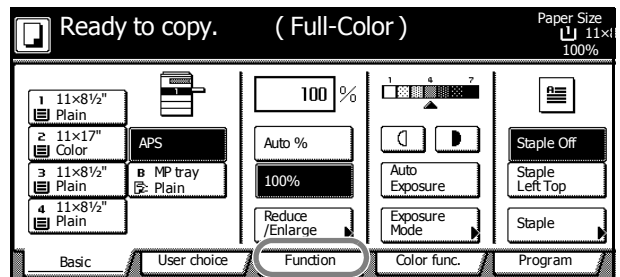 Ready to copy. ( Full-Color )
Paper Size
11×8
100%
1 11×8½"
Plain
2 11×17"
Color
3 11×8½"
Plain
4 11×8½"
Plain
1
APS
B MP tray
Plain
100 %
Auto %
100%
Reduce
/Enlarge
1 4 7
Auto
Exposure
Exposure
Mode
A
Staple Off
Staple
Left Top
Staple
Basic
User choice
Function
Color func.
Program